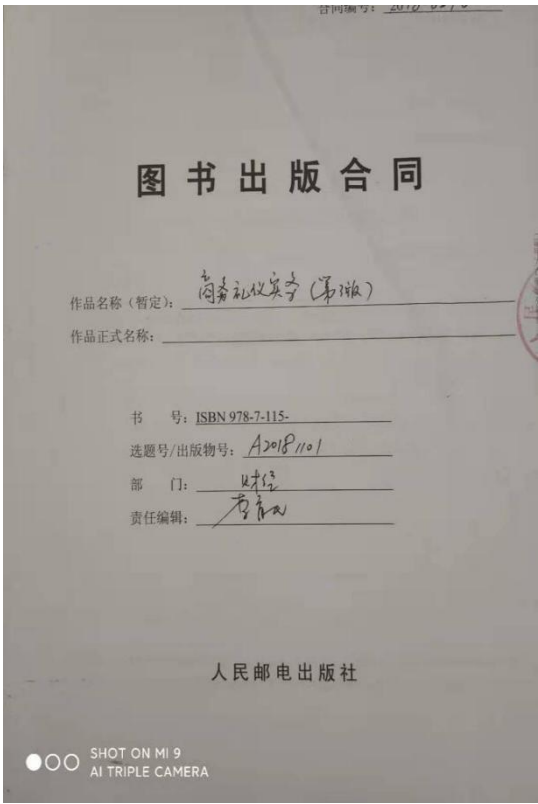 合同编号：
图书出版合同
作品名称（暂定）：商务礼仪实务（第3版）
作品正式名称：
书 号：ISBN 978-7-115-
选题号/出版物号：A20181101
部 门：财经
责任编辑：
人民邮电出版社
SHOT ON MI 9
AI TRIPLE CAMERA